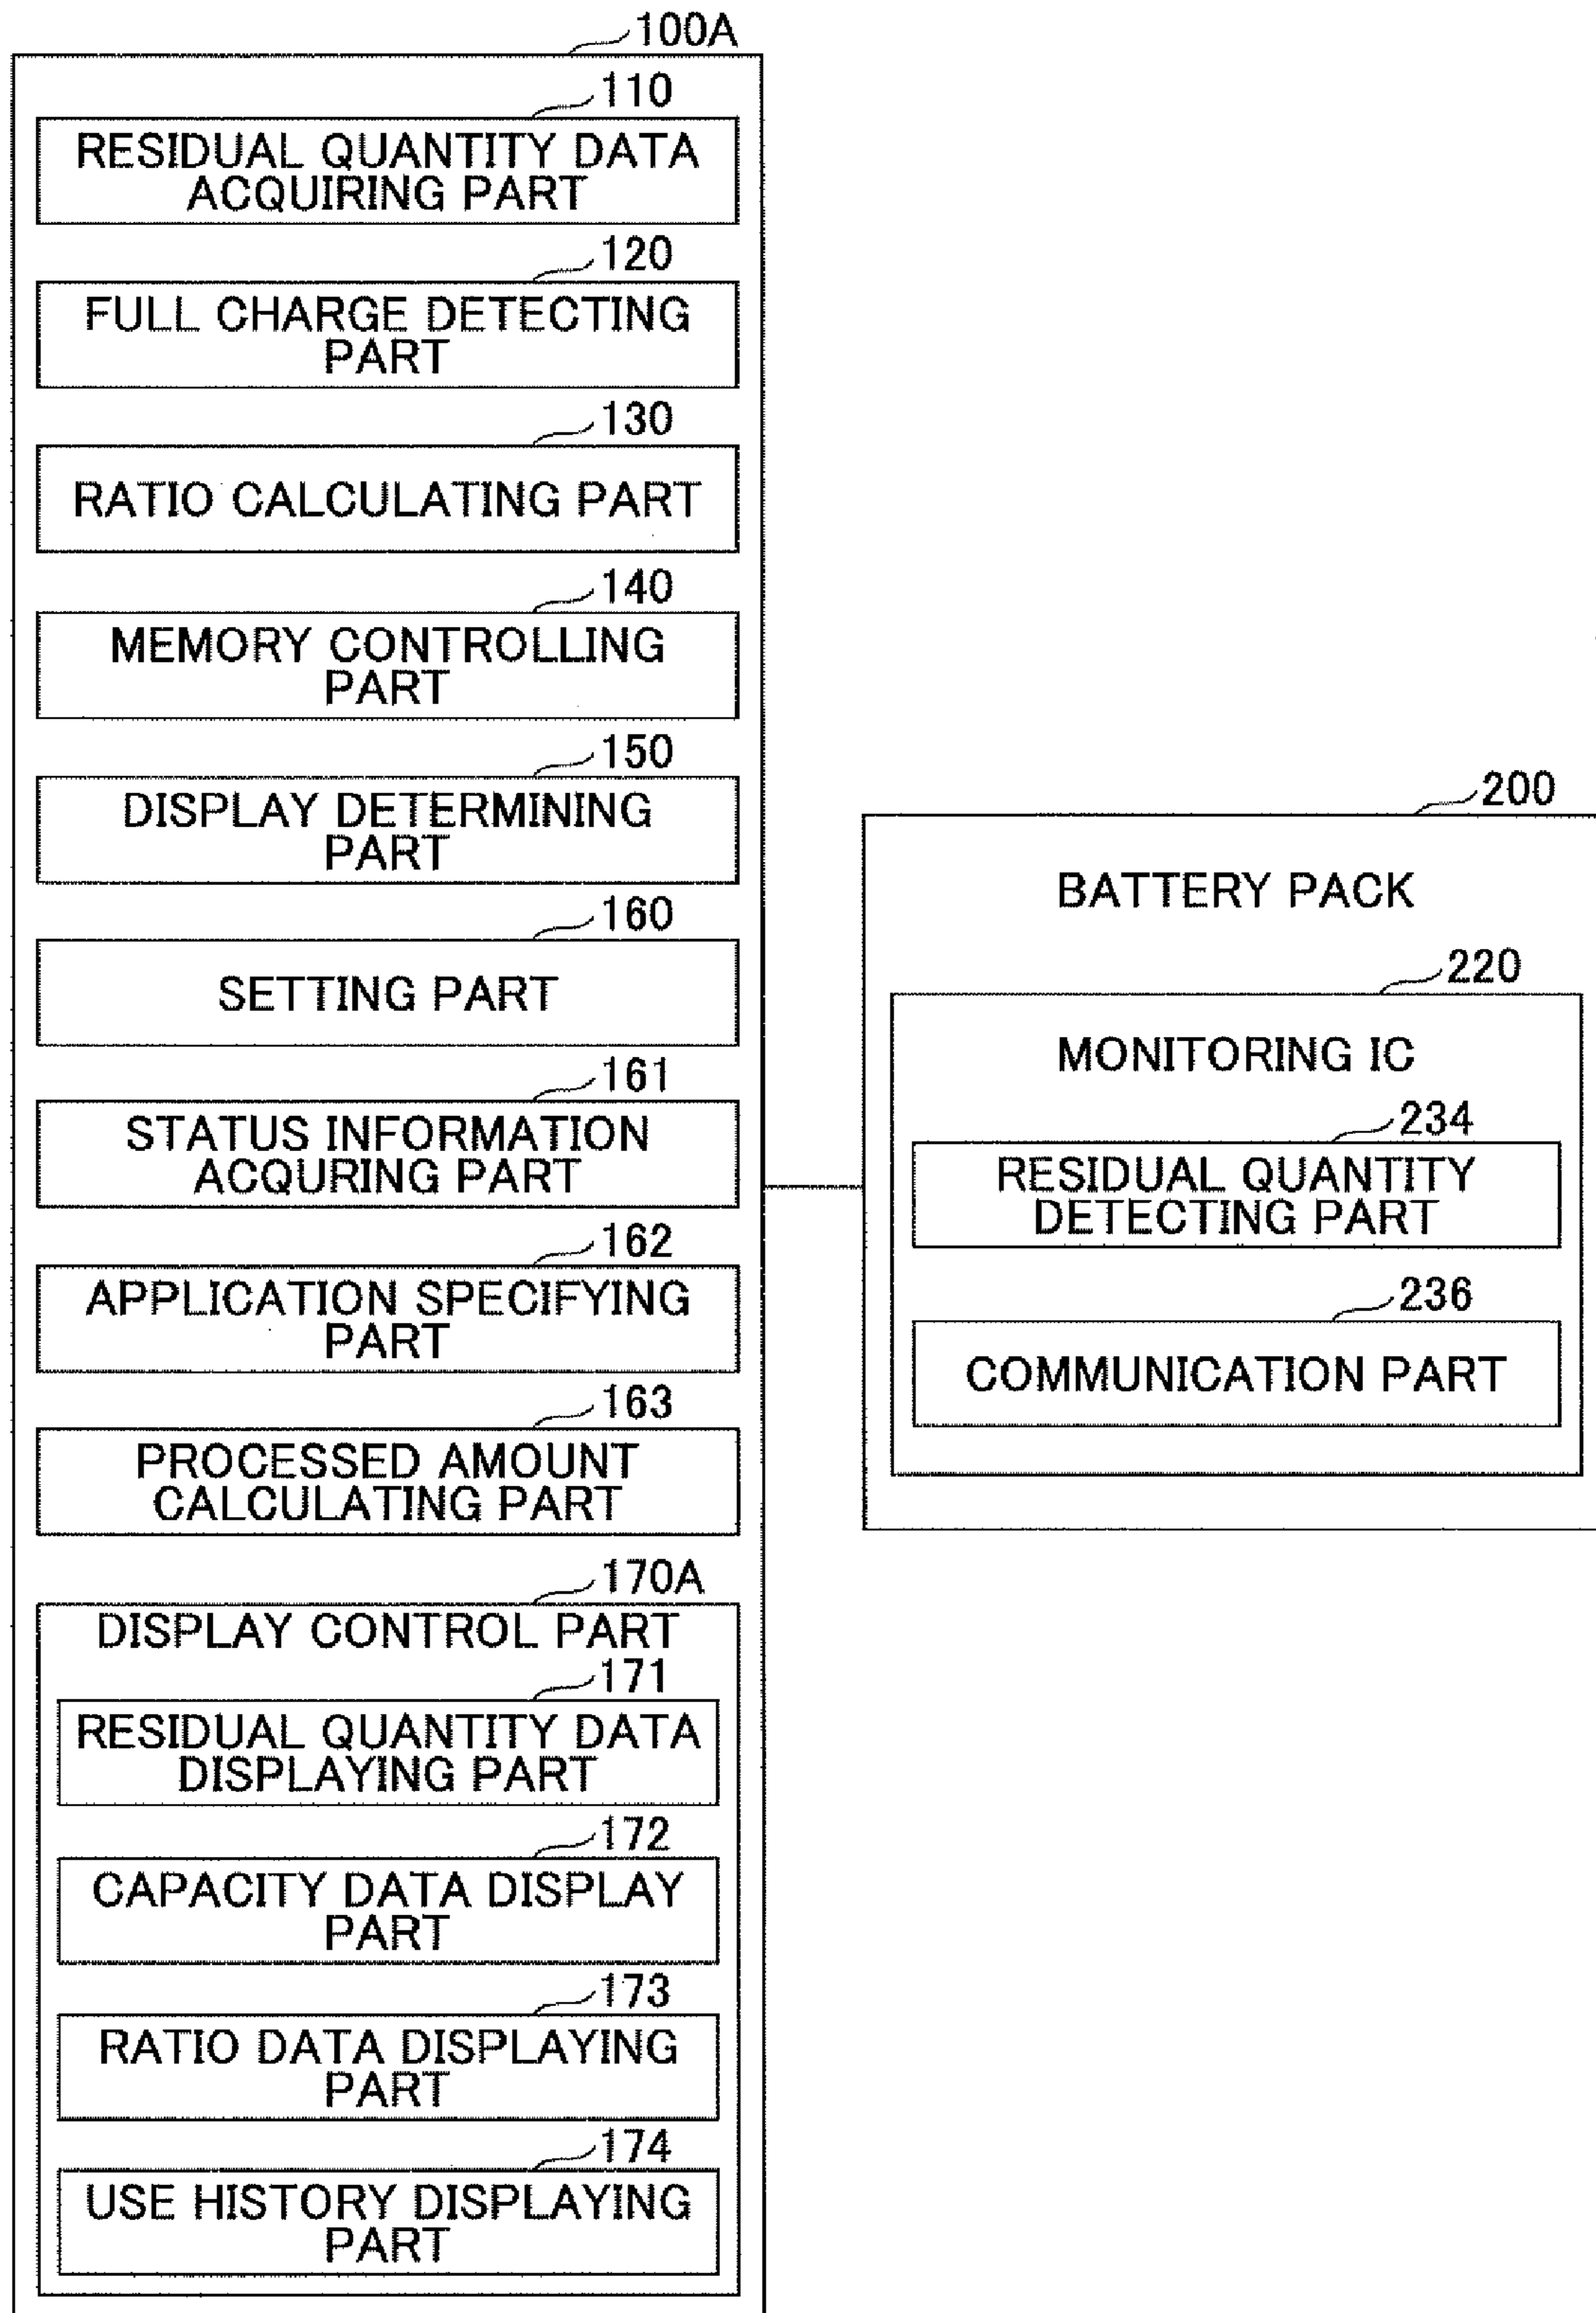 100A
110
RESIDUAL QUANTITY DATA
ACQUIRING PART
120
FULL CHARGE DETECTING
PART
130
RATIO CALCULATING PART
140
MEMORY CONTROLLING
PART
150
DISPLAY DETERMINING
PART
160
SETTING PART
161
STATUS INFORMATION
ACQURING PART
162
APPLICATION SPECIFYING
PART
163
PROCESSED AMOUNT
CALCULATING PART
170A
DISPLAY CONTROL PART
171
RESIDUAL QUANTITY DATA
DISPLAYING PART
172
CAPACITY DATA DISPLAY
PART
173
RATIO DATA DISPLAYING
PART
174
USE HISTORY DISPLAYING
PART
200
BATTERY PACK
220
MONITORING IC
234
RESIDUAL QUANTITY
DETECTING PART
236
COMMUNICATION PART